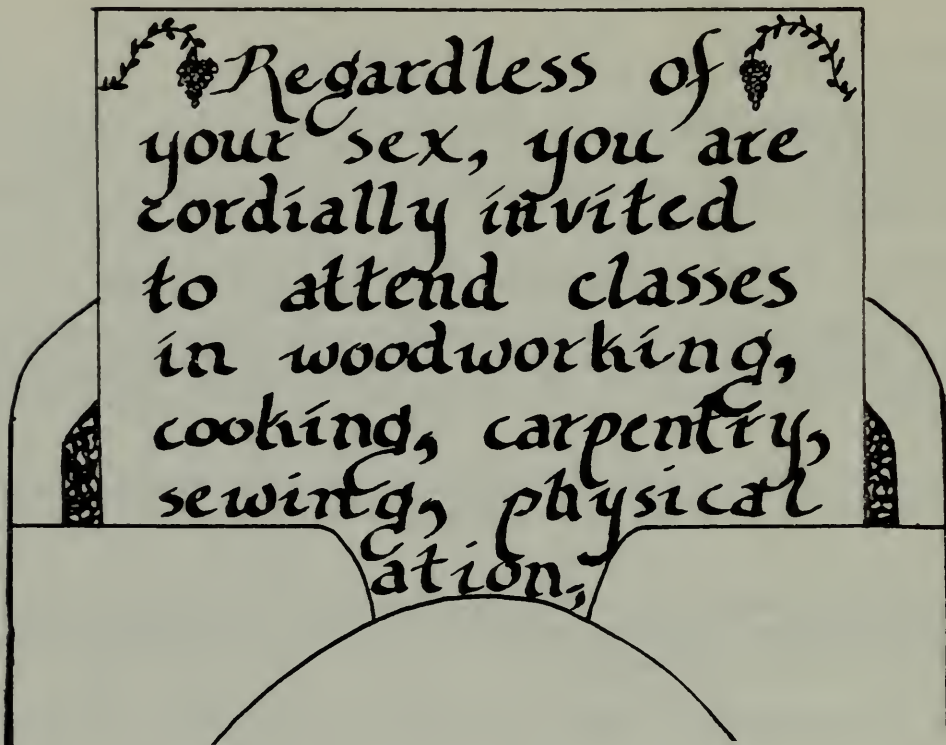 Regardless of
your sex, you are
cordially invited
to attend classes
in woodworking,
cooking, carpentry,
sewing, physical
ation,